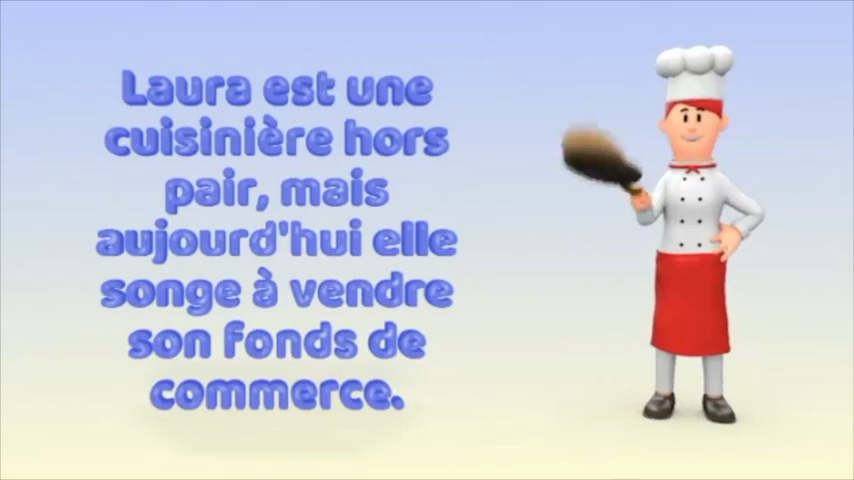 Laura est une
cuisinière hors
pair, mais
aujourd'hui elle
songe à vendre
son fonds de
commerce.